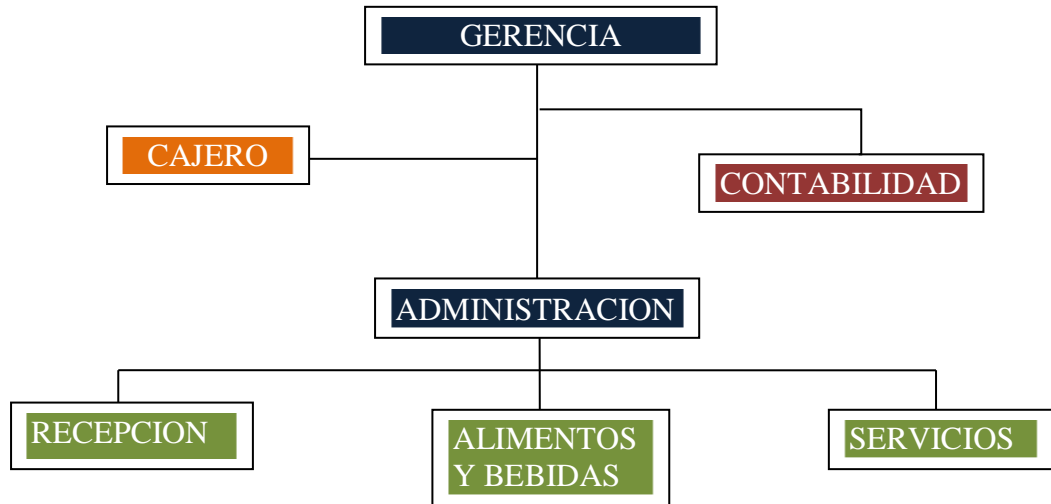 GERENCIA
CAJERO
CONTABILIDAD
ADMINISTRACION
RECEPCION
ALIMENTOS
Y BEBIDAS
SERVICIOS